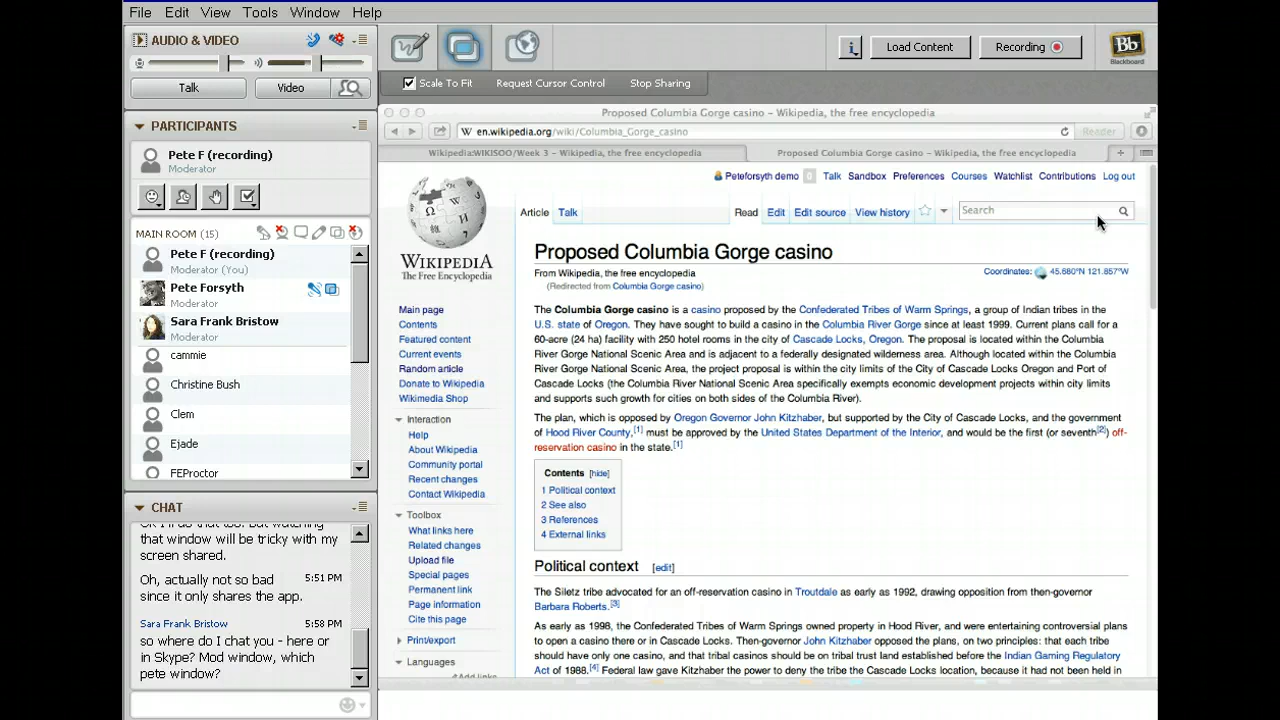 File Edit View Tools Window Help
AUDIO & VIDEO
Talk Video
Load Content Recording
Bb
Blackboard
Scale To Fit Request Cursor Control Stop Sharing
PARTICIPANTS
Pete F (recording)
Moderator
MAIN ROOM (15)
Pete F (recording)
Moderator (You)
Pete Forsyth
Moderator
Sara Frank Bristow
Moderator
cammie
Christine Bush
Clem
Ejade
FEProctor
CHAT
that window will be tricky with my
screen shared.
Oh, actually not so bad 5:51 PM
since it only shares the app.
Sara Frank Bristow 5:58 PM
so where do I chat you - here or
in Skype? Mod window, which
pete window?
Proposed Columbia Gorge casino – Wikipedia, the free encyclopedia
W en.wikipedia.org/wiki/Columbia_Gorge_casino Reader
Wikipedia:WIKISOO/Week 3 – Wikipedia, the free encyclopedia Proposed Columbia Gorge casino – Wikipedia, the free encyclopedia +
Peteforsyth demo 0 Talk Sandbox Preferences Courses Watchlist Contributions Log out
Article Talk Read Edit Edit source View history Search
WIKIPEDIA
The Free Encyclopedia
Main page
Contents
Featured content
Current events
Random article
Donate to Wikipedia
Wikimedia Shop
Interaction
Help
About Wikipedia
Community portal
Recent changes
Contact Wikipedia
Toolbox
What links here
Related changes
Upload file
Special pages
Permanent link
Page information
Cite this page
Print/export
Languages
Add links
Proposed Columbia Gorge casino
From Wikipedia, the free encyclopedia Coordinates: 45.680°N 121.857°W
(Redirected from Columbia Gorge casino)
The Columbia Gorge casino is a casino proposed by the Confederated Tribes of Warm Springs, a group of Indian tribes in the
U.S. state of Oregon. They have sought to build a casino in the Columbia River Gorge since at least 1999. Current plans call for a
60-acre (24 ha) facility with 250 hotel rooms in the city of Cascade Locks, Oregon. The proposal is located within the Columbia
River Gorge National Scenic Area and is adjacent to a federally designated wilderness area. Although located within the Columbia
River Gorge National Scenic Area, the project proposal is within the city limits of the City of Cascade Locks Oregon and Port of
Cascade Locks (the Columbia River National Scenic Area specifically exempts economic development projects within city limits
and supports such growth for cities on both sides of the Columbia River).
The plan, which is opposed by Oregon Governor John Kitzhaber, but supported by the City of Cascade Locks, and the government
of Hood River County,[1] must be approved by the United States Department of the Interior, and would be the first (or seventh[2]) off-
reservation casino in the state.[1]
Contents [hide]
1 Political context
2 See also
3 References
4 External links
Political context [edit]
The Siletz tribe advocated for an off-reservation casino in Troutdale as early as 1992, drawing opposition from then-governor
Barbara Roberts.[3]
As early as 1998, the Confederated Tribes of Warm Springs owned property in Hood River, and were entertaining controversial plans
to open a casino there or in Cascade Locks. Then-governor John Kitzhaber opposed the plans, on two principles: that each tribe
should have only one casino, and that tribal casinos should be on tribal trust land established before the Indian Gaming Regulatory
Act of 1988.[4] Federal law gave Kitzhaber the power to deny the tribe the Cascade Locks location, because it had not been held in